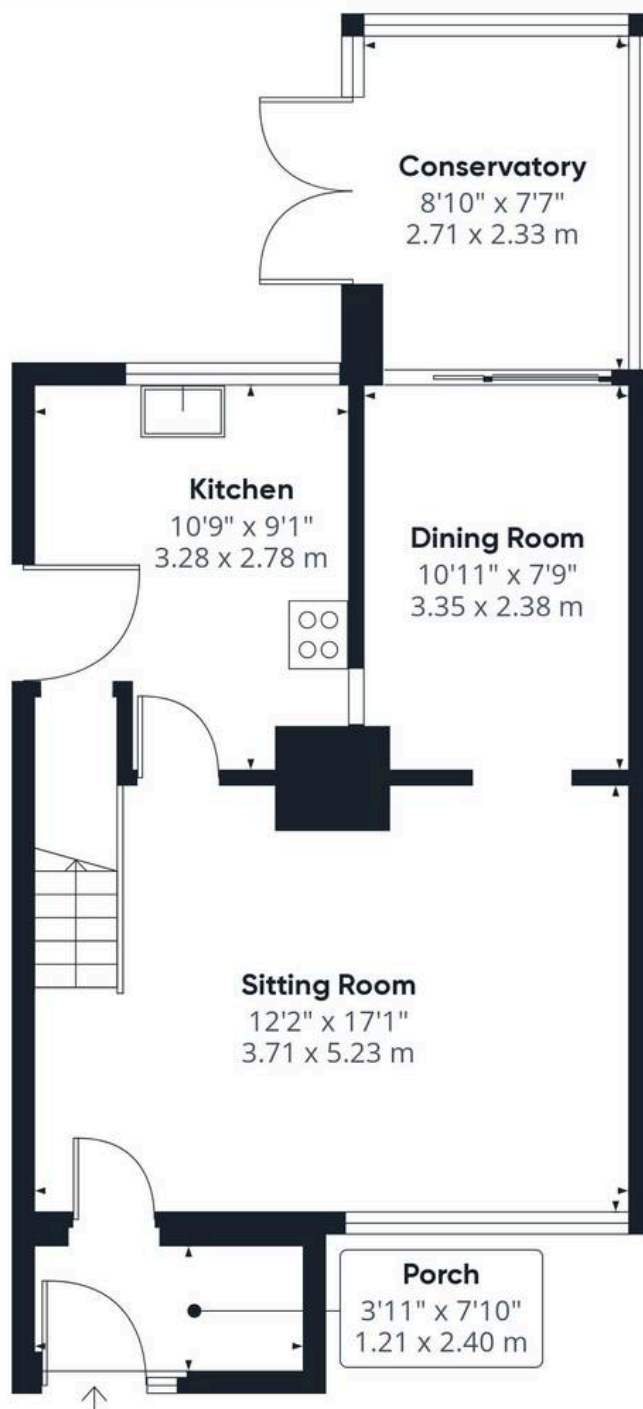 Conservatory
8'10" x 7'7"
2.71 x 2.33 m
Kitchen
10'9" x 9'1"
3.28 x 2.78 m
Dining Room
10'11" x 7'9"
3.35 x 2.38 m
Sitting Room
12'2" x 17'1"
3.71 x 5.23 m
Porch
3'11" x 7'10"
1.21 x 2.40 m